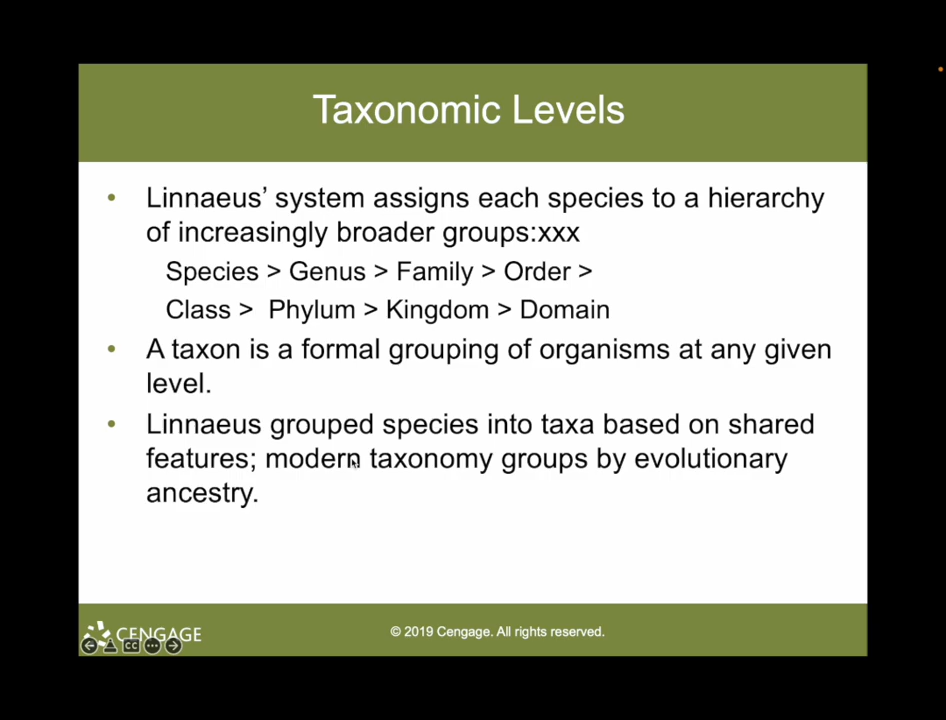 Taxonomic Levels
• Linnaeus’ system assigns each species to a hierarchy
of increasingly broader groups:xxx
Species > Genus > Family > Order >
Class >  Phylum > Kingdom > Domain
• A taxon is a formal grouping of organisms at any given
level.
• Linnaeus grouped species into taxa based on shared
features; modern taxonomy groups by evolutionary
ancestry.
CENGAGE
© 2019 Cengage. All rights reserved.
CC